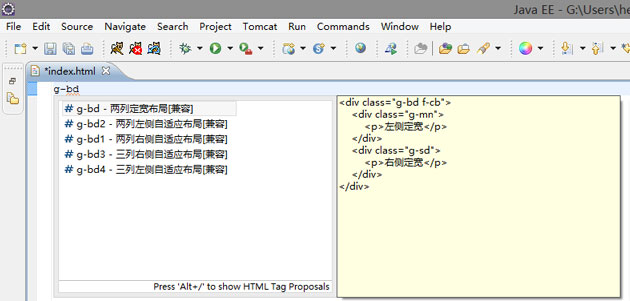 Java EE - G:\Users\he
File Edit Source Navigate Search Project Tomcat Run Commands Window Help
*index.html
g-bd
# g-bd - 两列定宽布局[兼容]
# g-bd2 - 两列左侧自适应布局[兼容]
# g-bd1 - 两列右侧自适应布局[兼容]
# g-bd3 - 三列右侧自适应布局[兼容]
# g-bd4 - 三列左侧自适应布局[兼容]
Press 'Alt+/' to show HTML Tag Proposals
<div class="g-bd f-cb">
<div class="g-mn">
<p>左侧定宽</p>
</div>
<div class="g-sd">
<p>右侧定宽</p>
</div>
</div>